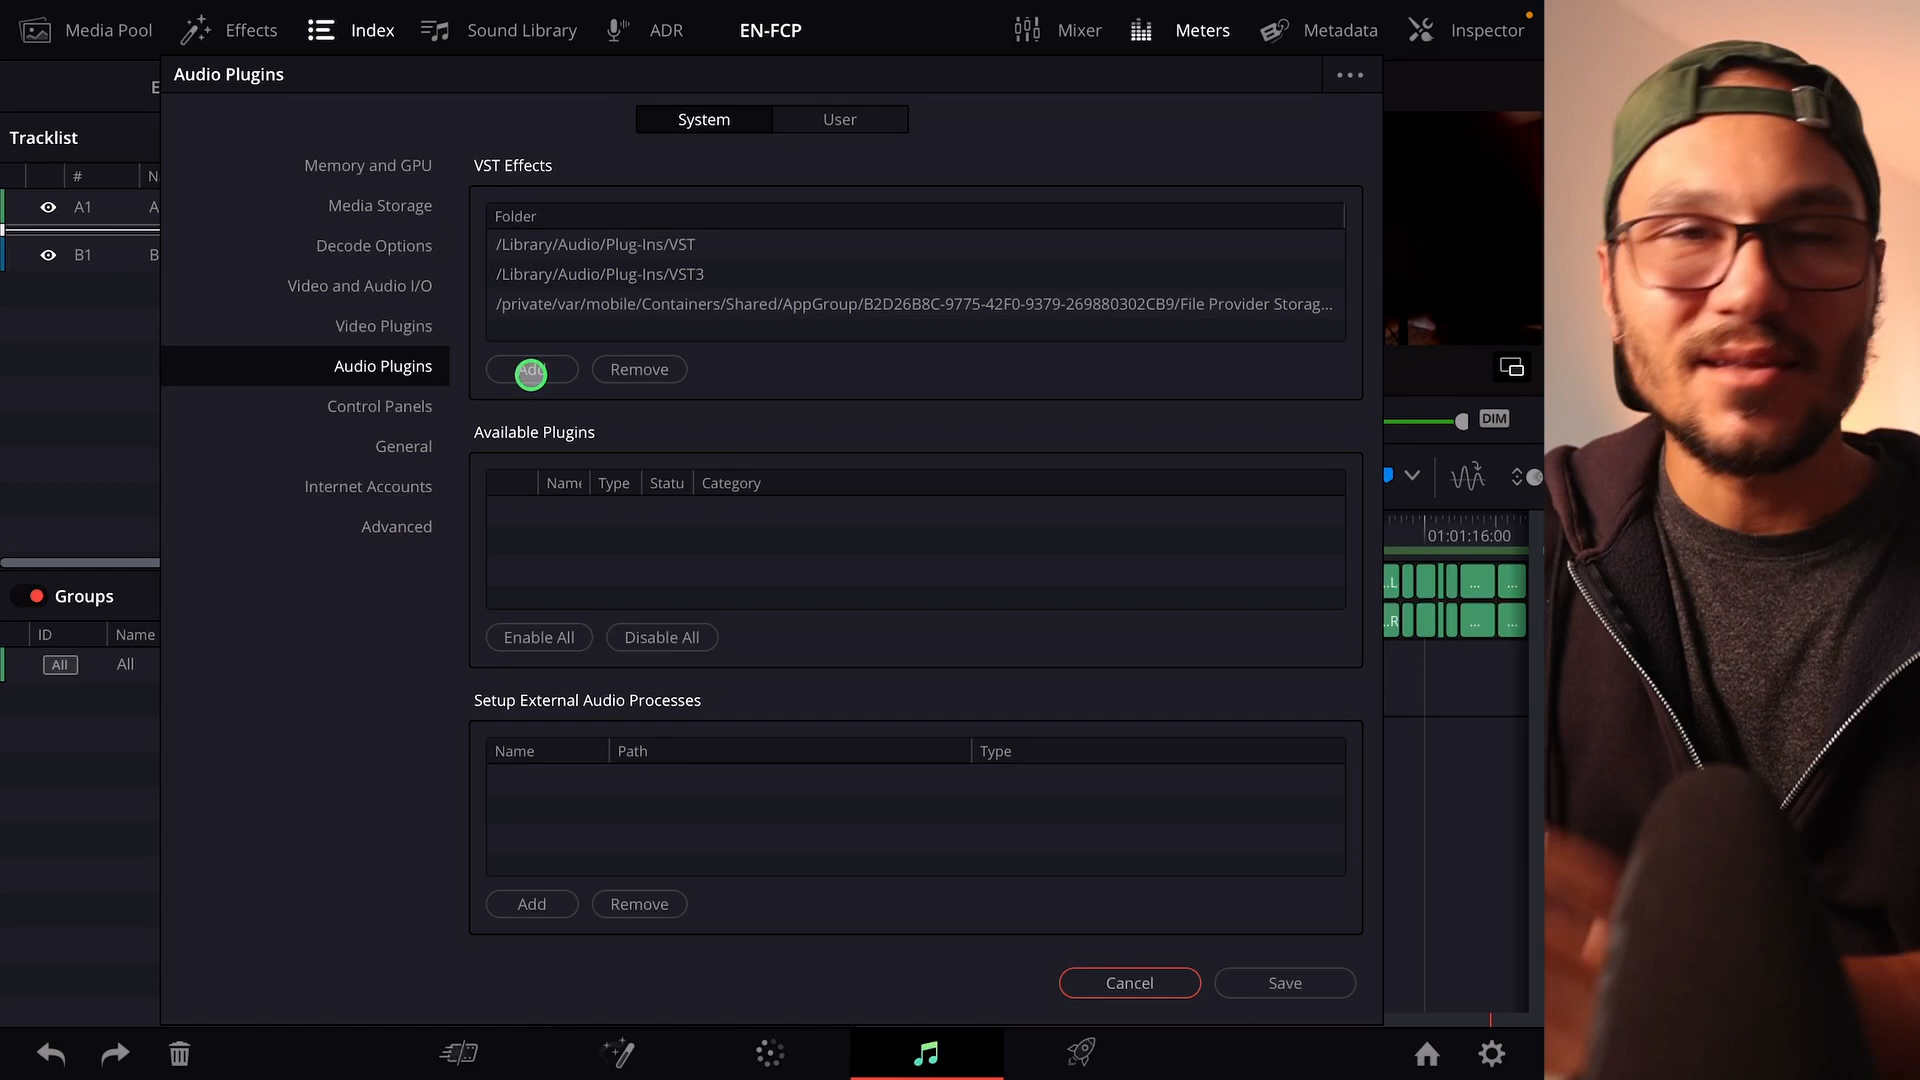 Media Pool
Effects
Index
Sound Library
ADR
EN-FCP
Mixer
Meters
Metadata
Inspector
Audio Plugins
E
System
User
Tracklist
#
N
A1
A
B1
B
Memory and GPU
Media Storage
Decode Options
Video and Audio I/O
Video Plugins
Audio Plugins
Control Panels
General
Internet Accounts
Advanced
VST Effects
Folder
/Library/Audio/Plug-Ins/VST
/Library/Audio/Plug-Ins/VST3
/private/var/mobile/Containers/Shared/AppGroup/B2D26B8C-9775-42F0-9379-269880302CB9/File Provider Storag...
Add
Remove
Available Plugins
Name
Type
Statu
Category
Enable All
Disable All
Setup External Audio Processes
Name
Path
Type
Add
Remove
Cancel
Save
Groups
ID
Name
All
All
DIM
01:01:16:00
...L
...
...
...R
...
...